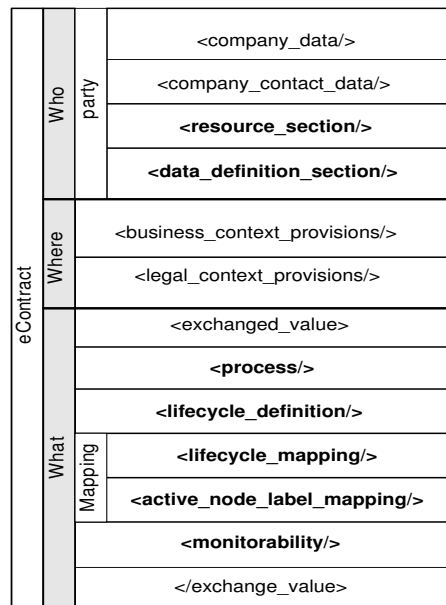 eContract
Who
party
<company_data/>
<company_contact_data/>
<resource_section/>
<data_definition_section/>
Where
<business_context_provisions/>
<legal_context_provisions/>
What
<exchanged_value>
<process/>
<lifecycle_definition/>
Mapping
<lifecycle_mapping/>
<active_node_label_mapping/>
<monitorability/>
</exchange_value>